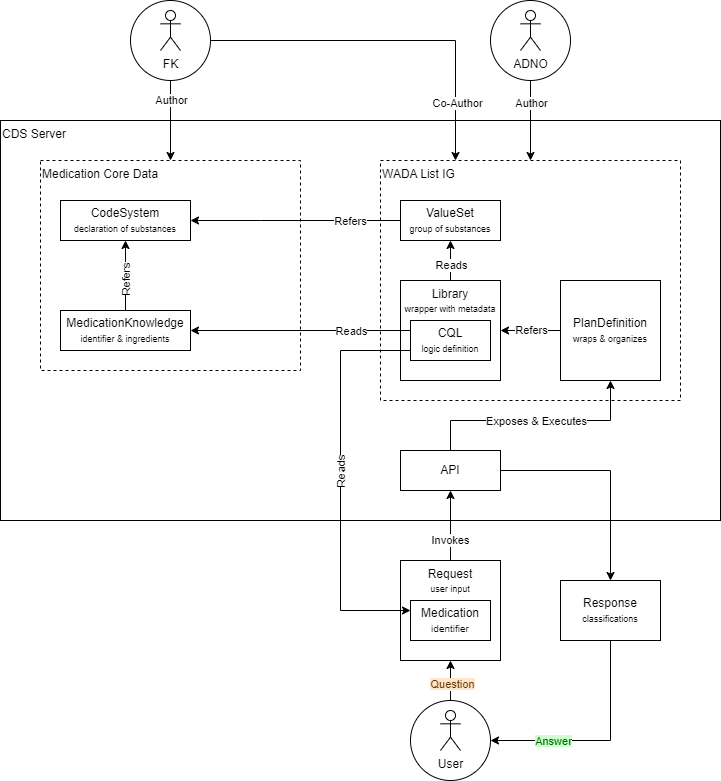 FK
ADNO
Author
Co-Author
Author
CDS Server
Medication Core Data
WADA List IG
CodeSystem
declaration of substances
Refers
ValueSet
group of substances
Refers
Reads
MedicationKnowledge
identifier & ingredients
Reads
Library
wrapper with metadata
CQL
logic definition
Refers
PlanDefinition
wraps & organizes
Exposes & Executes
API
Reads
Invokes
Request
user input
Medication
identifier
Response
classifications
Question
Answer
User